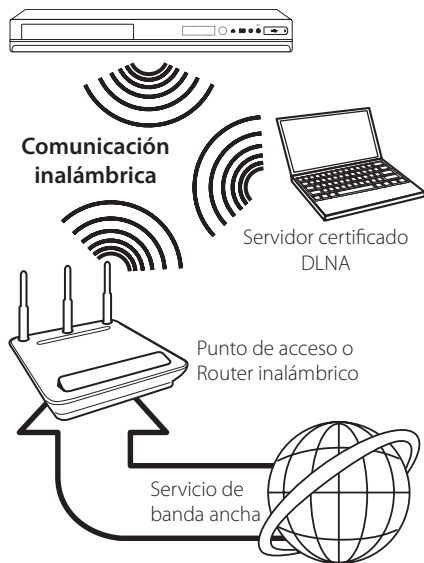 Comunicación
inalámbrica
Servidor certificado
DLNA
Punto de acceso o
Router inalámbrico
Servicio de
banda ancha